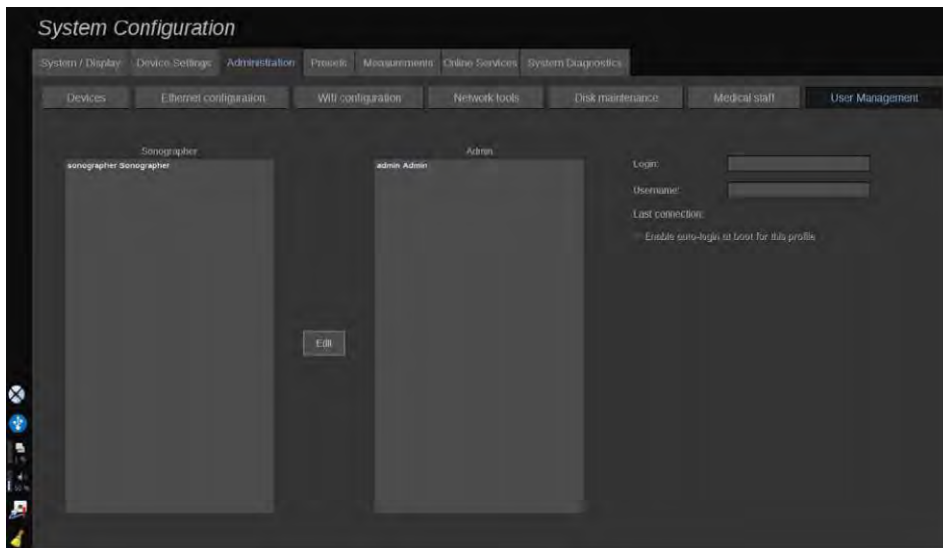 System Configuration
System / Display Device Settings Administration Presets Measurements Online Services System Diagnostics
Devices Ethernet configuration Wifi configuration Network tools Disk maintenance Medical staff User Management
Sonographer Admin
sonographer Sonographer admin Admin Login:
Username:
Last connection:
Enable auto-login at boot for this profile
Edit